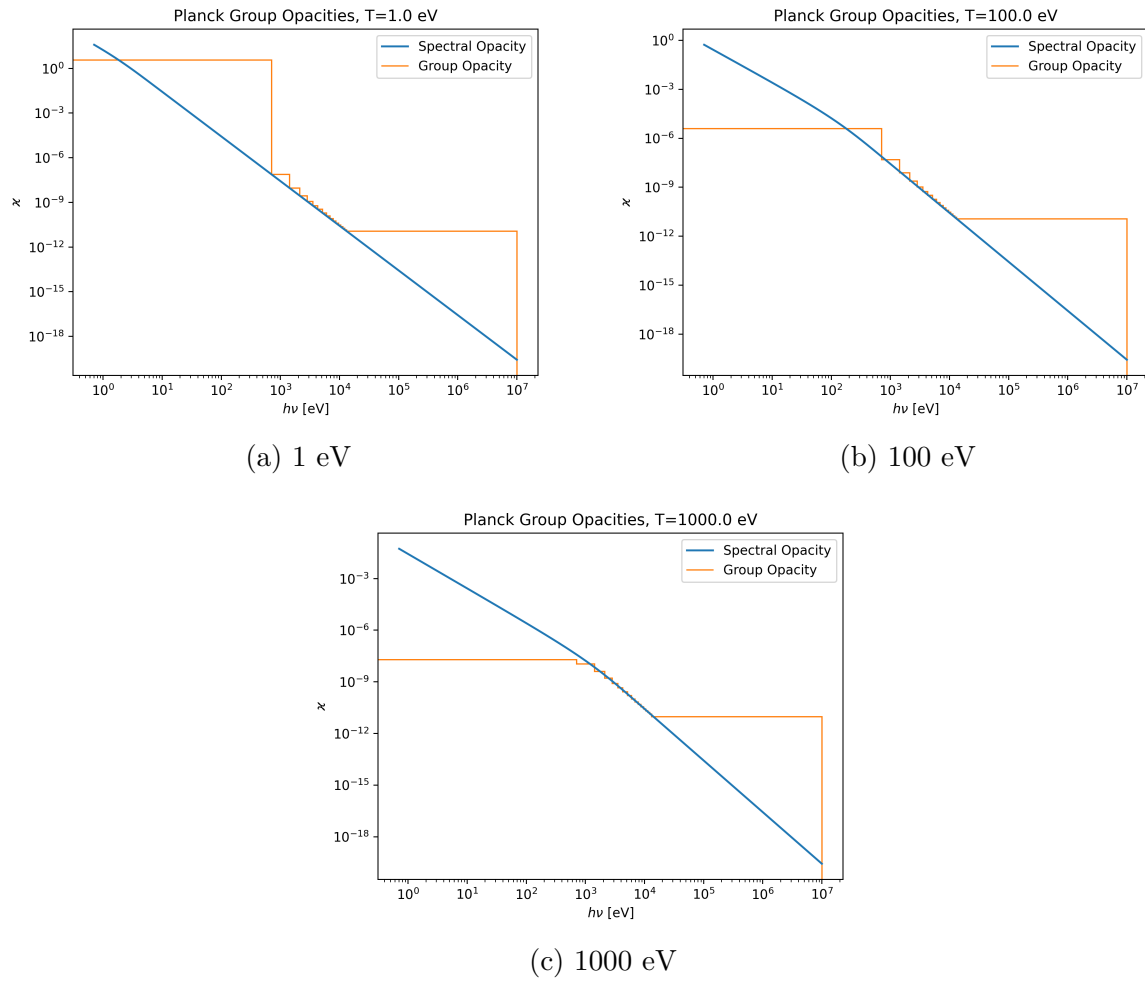 Planck Group Opacities, T=1.0 eV
Spectral Opacity
Group Opacity
10^0
10^-3
10^-6
10^-9
10^-12
10^-15
10^-18
ϰ
10^0 10^1 10^2 10^3 10^4 10^5 10^6 10^7
hν [eV]
(a) 1 eV
Planck Group Opacities, T=100.0 eV
Spectral Opacity
Group Opacity
10^0
10^-3
10^-6
10^-9
10^-12
10^-15
10^-18
ϰ
10^0 10^1 10^2 10^3 10^4 10^5 10^6 10^7
hν [eV]
(b) 100 eV
Planck Group Opacities, T=1000.0 eV
Spectral Opacity
Group Opacity
10^-3
10^-6
10^-9
10^-12
10^-15
10^-18
ϰ
10^0 10^1 10^2 10^3 10^4 10^5 10^6 10^7
hν [eV]
(c) 1000 eV